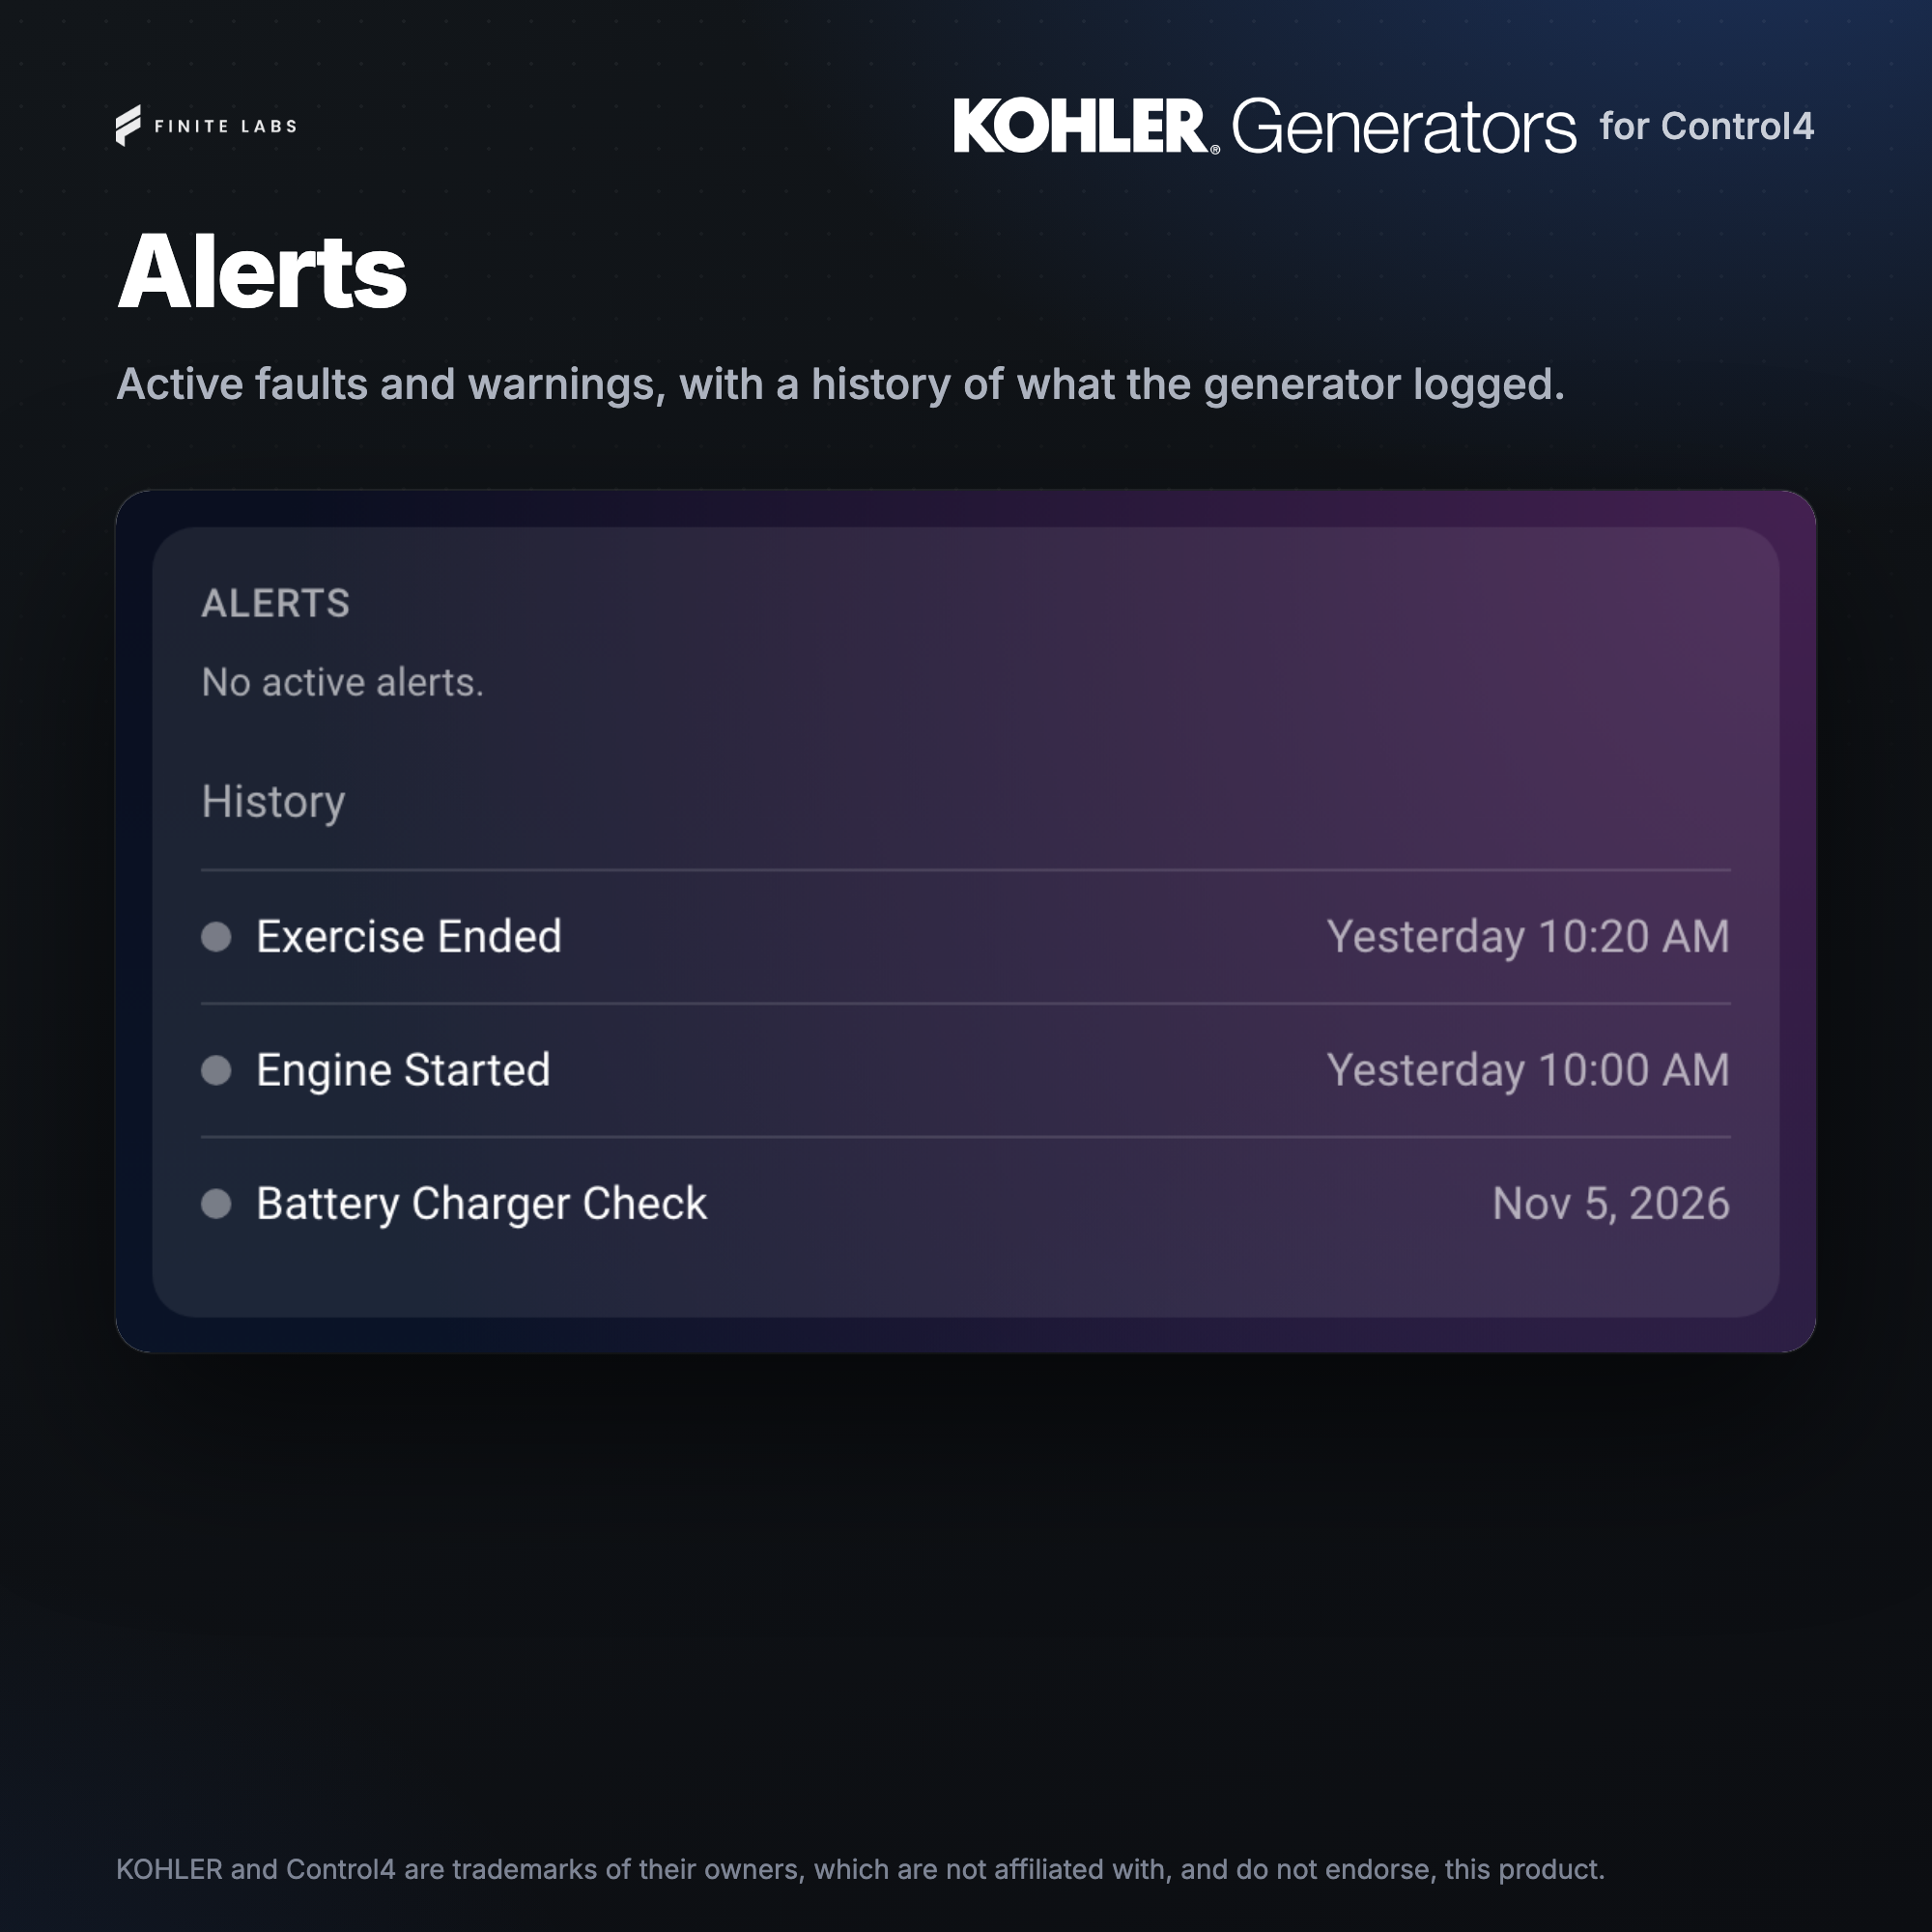 FINITE LABS
KOHLER® Generators for Control4
Alerts
Active faults and warnings, with a history of what the generator logged.
ALERTS
No active alerts.
History
Exercise Ended Yesterday 10:20 AM
Engine Started Yesterday 10:00 AM
Battery Charger Check Nov 5, 2026
KOHLER and Control4 are trademarks of their owners, which are not affiliated with, and do not endorse, this product.